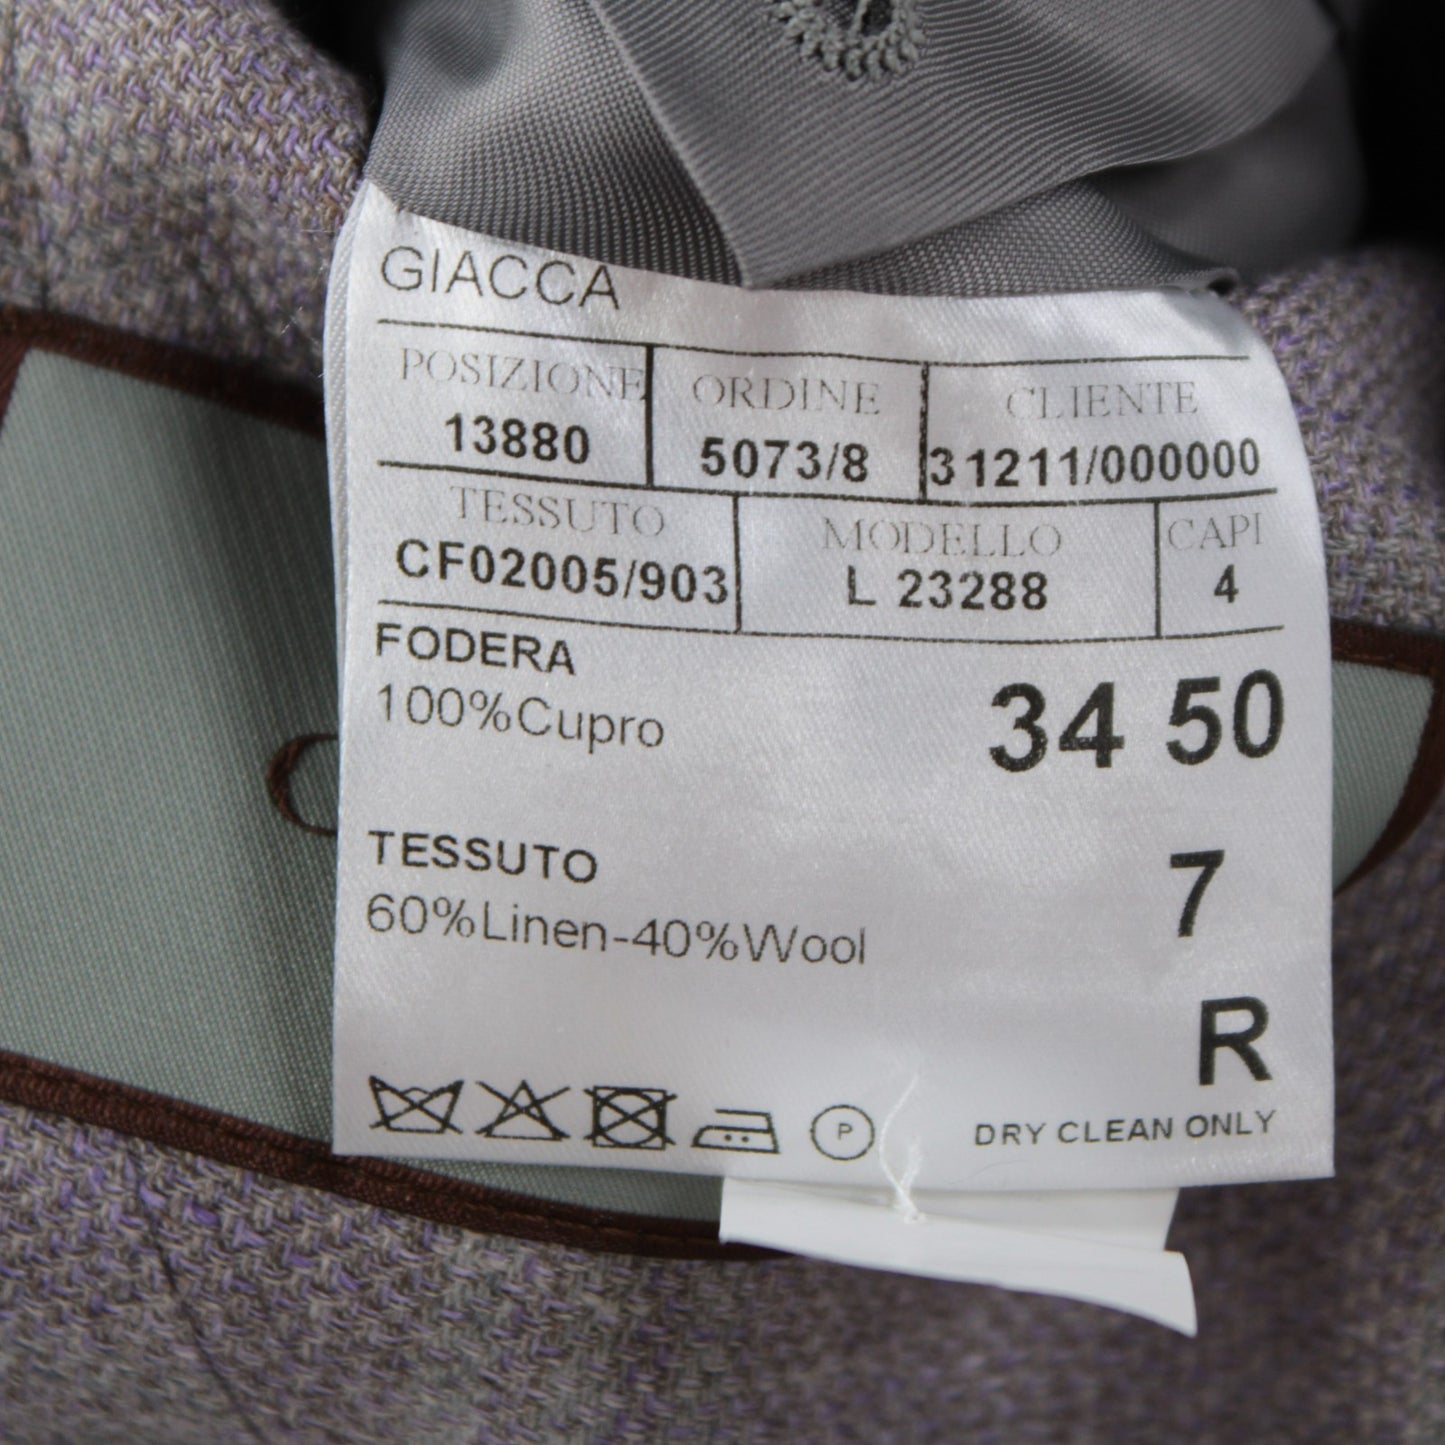 GIACCA
POSIZIONE ORDINE CLIENTE
13880 5073/8 31211/000000
TESSUTO MODELLO CAPI
CF02005/903 L 23288 4
FODERA
100%Cupro
34 50
TESSUTO
60%Linen-40%Wool
7
R
P
DRY CLEAN ONLY